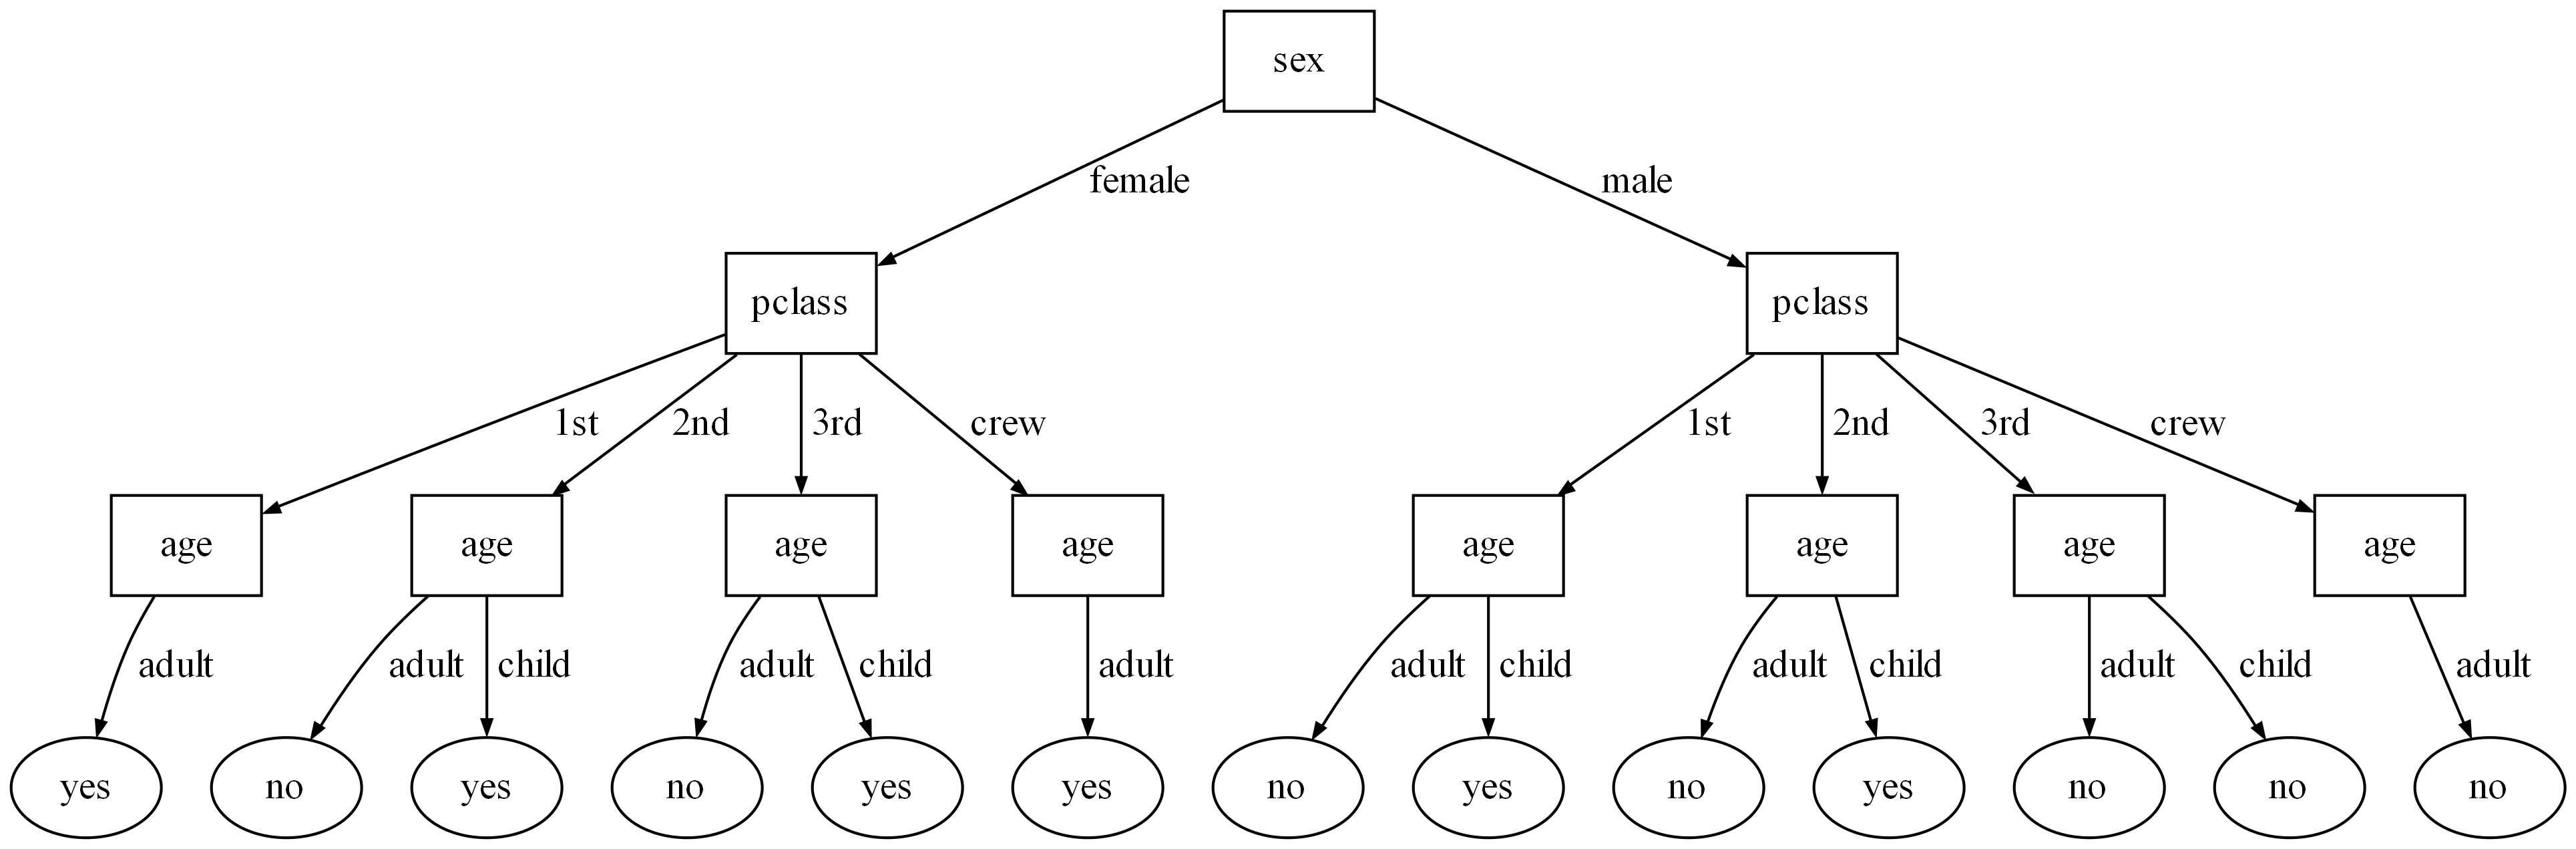 sex
female male
pclass pclass
1st 2nd 3rd crew 1st 2nd 3rd crew
age age age age age age age age
adult adult child adult child adult adult child adult child adult child adult
yes no yes no yes yes no yes no yes no no no